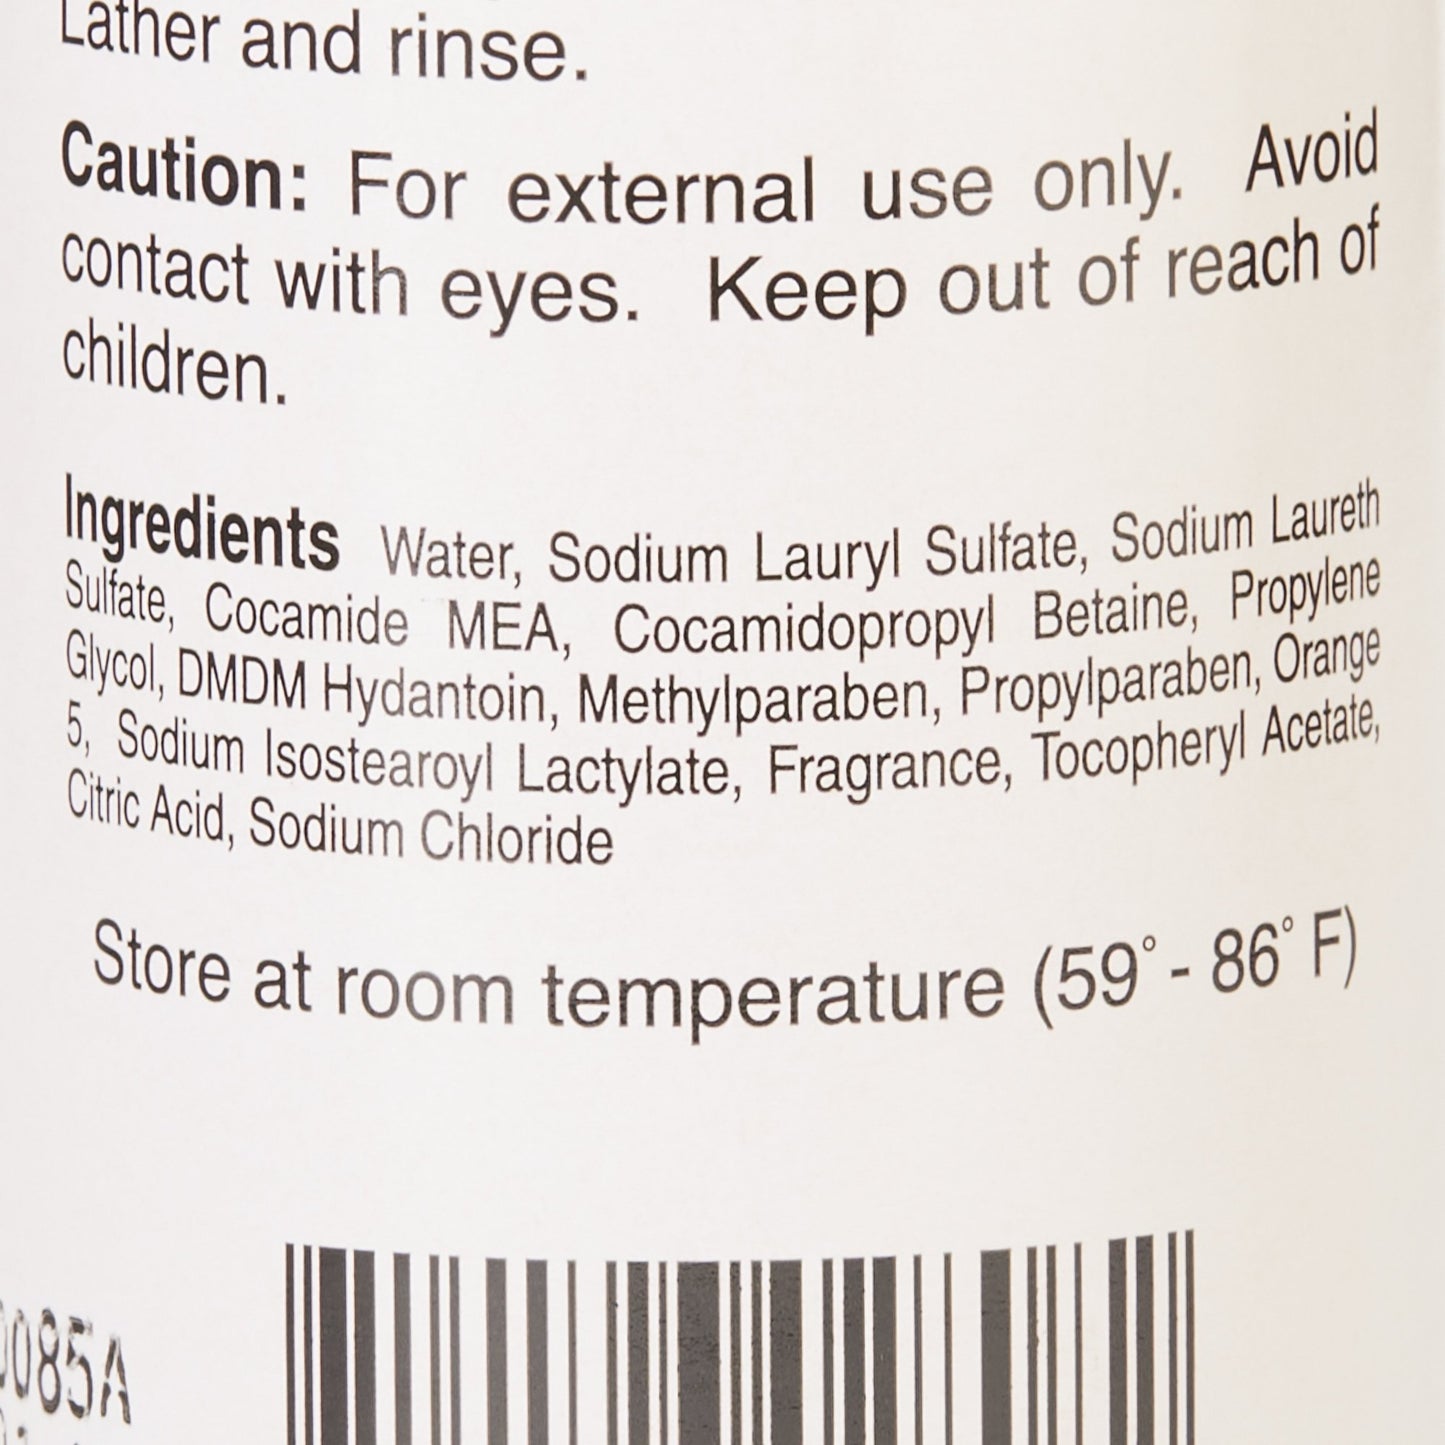 Lather and rinse.
Caution: For external use only. Avoid
contact with eyes. Keep out of reach of
children.
Ingredients Water, Sodium Lauryl Sulfate, Sodium Laureth
Sulfate, Cocamide MEA, Cocamidopropyl Betaine, Propylene
Glycol, DMDM Hydantoin, Methylparaben, Propylparaben, Orange
5, Sodium Isostearoyl Lactylate, Fragrance, Tocopheryl Acetate,
Citric Acid, Sodium Chloride
Store at room temperature (59° - 86° F)
085A